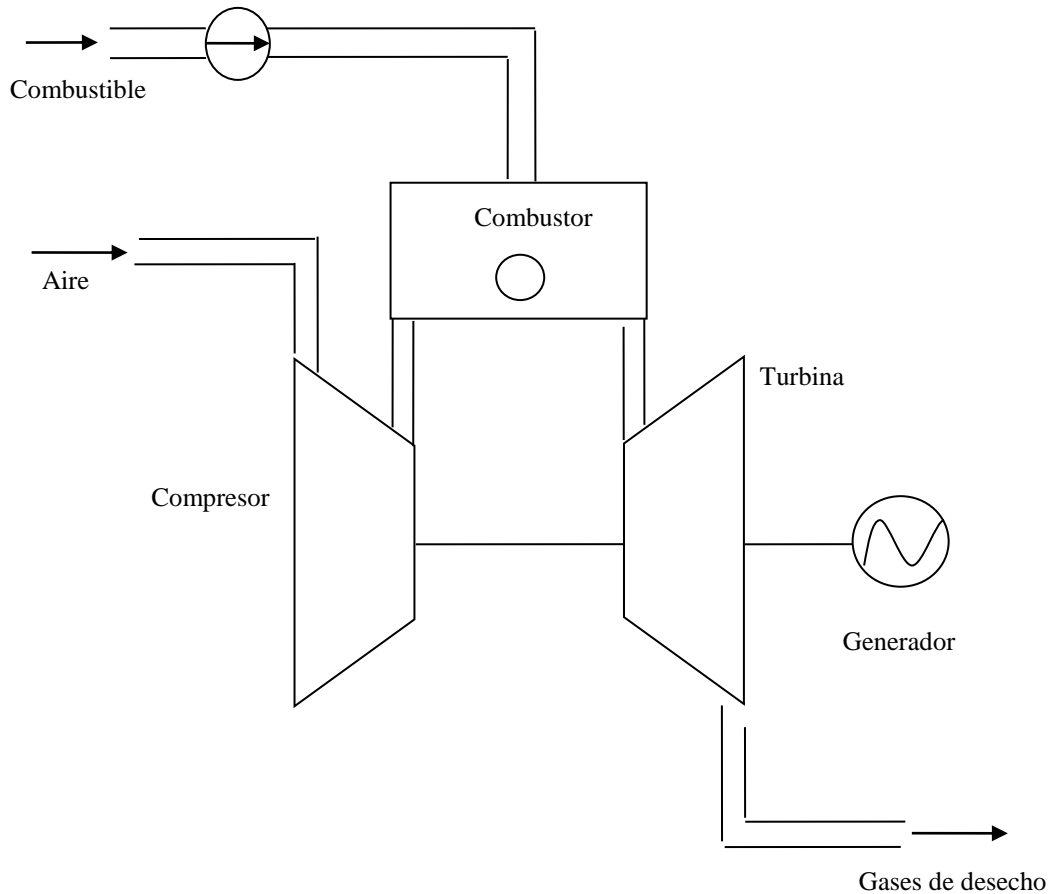 Combustible
Combustor
Aire
Turbina
Compresor
Generador
Gases de desecho